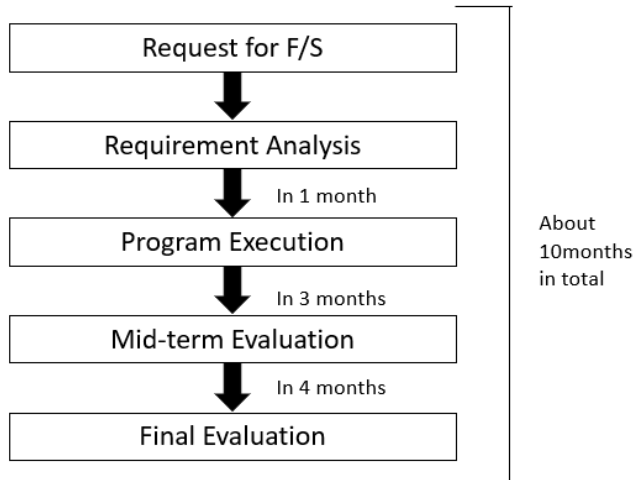 Request for F/S
Requirement Analysis
In 1 month
Program Execution
In 3 months
Mid-term Evaluation
In 4 months
Final Evaluation
About
10months
in total